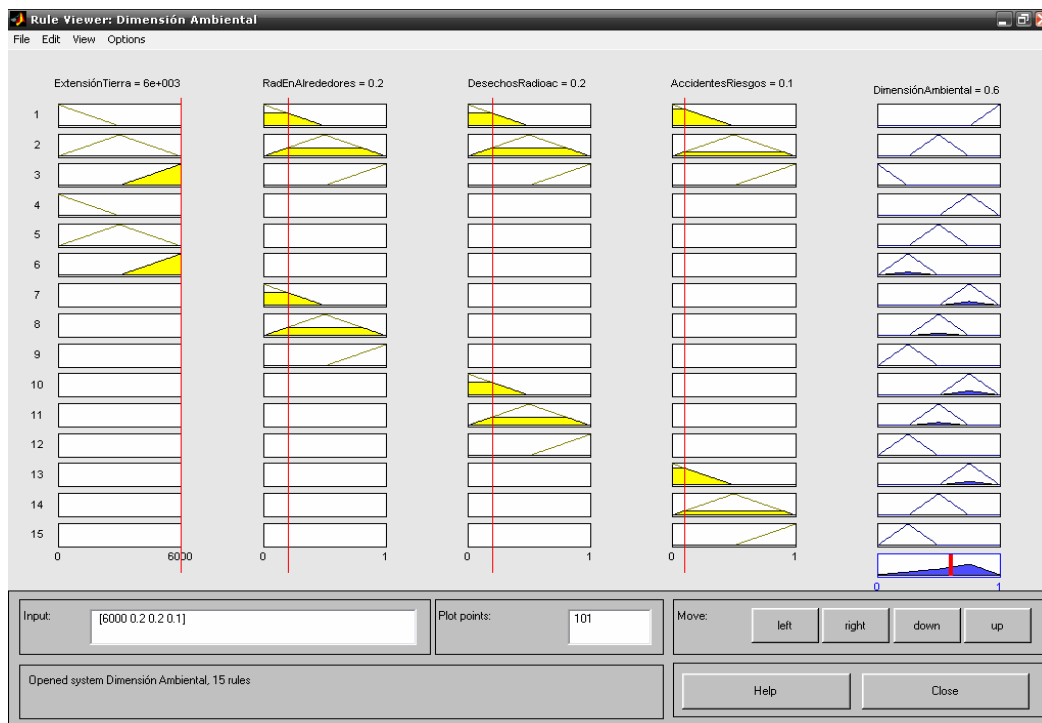 Rule Viewer: Dimensión Ambiental
File Edit View Options
ExtensiónTierra = 6e+003
RadEnAlrededores = 0.2
DesechosRadioac = 0.2
AccidentesRiesgos = 0.1
DimensiónAmbiental = 0.6
1
2
3
4
5
6
7
8
9
10
11
12
13
14
15
0 6000
0 1
0 1
0 1
0 1
Input: [6000 0.2 0.2 0.1]
Plot points: 101
Move: left right down up
Opened system Dimensión Ambiental, 15 rules
Help Close